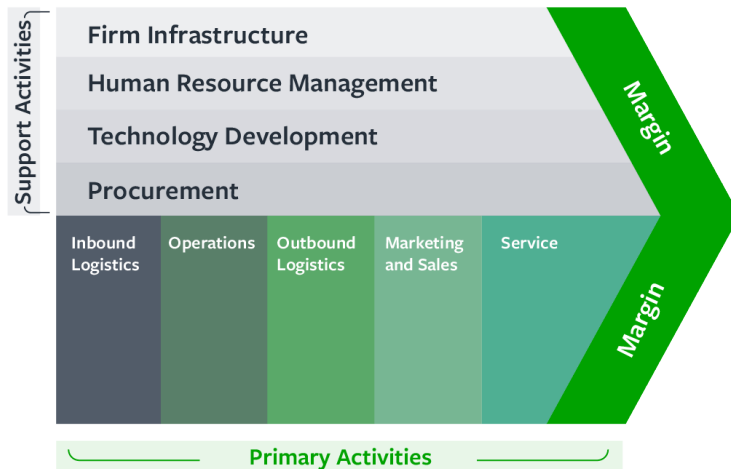 Support Activities
Firm Infrastructure
Human Resource Management
Technology Development
Procurement
Margin
Inbound
Logistics
Operations
Outbound
Logistics
Marketing
and Sales
Service
Margin
Primary Activities